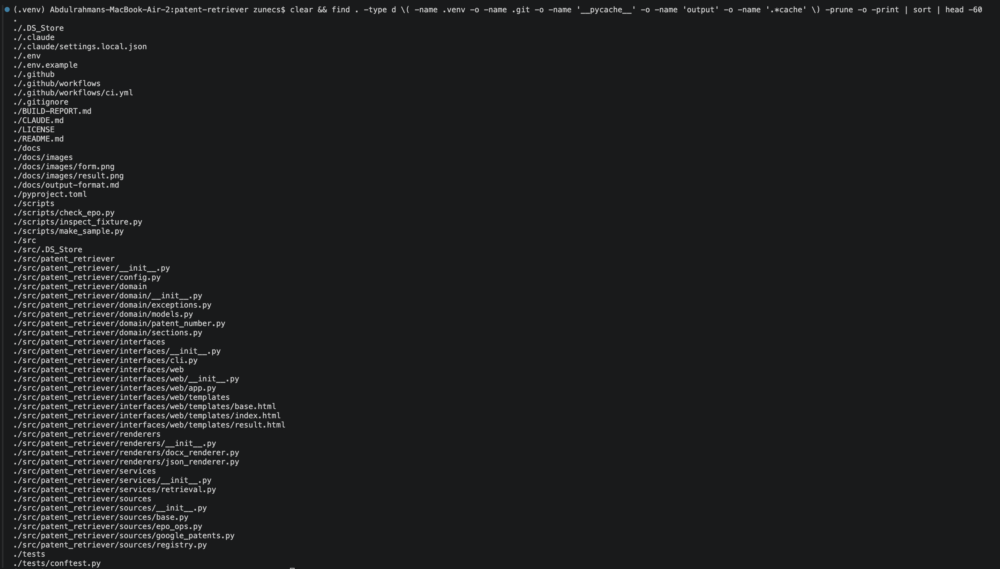 (.venv) Abdulrahmans-MacBook-Air-2:patent-retriever zunecs$ clear && find . -type d \( -name .venv -o -name .git -o -name '__pycache__' -o -name 'output' -o -name '.*cache' \) -prune -o -print | sort | head -60
.
./.DS_Store
./.claude
./.claude/settings.local.json
./.env
./.env.example
./.github
./.github/workflows
./.github/workflows/ci.yml
./.gitignore
./BUILD-REPORT.md
./CLAUDE.md
./LICENSE
./README.md
./docs
./docs/images
./docs/images/form.png
./docs/images/result.png
./docs/output-format.md
./pyproject.toml
./scripts
./scripts/check_epo.py
./scripts/inspect_fixture.py
./scripts/make_sample.py
./src
./src/.DS_Store
./src/patent_retriever
./src/patent_retriever/__init__.py
./src/patent_retriever/config.py
./src/patent_retriever/domain
./src/patent_retriever/domain/__init__.py
./src/patent_retriever/domain/exceptions.py
./src/patent_retriever/domain/models.py
./src/patent_retriever/domain/patent_number.py
./src/patent_retriever/domain/sections.py
./src/patent_retriever/interfaces
./src/patent_retriever/interfaces/__init__.py
./src/patent_retriever/interfaces/cli.py
./src/patent_retriever/interfaces/web
./src/patent_retriever/interfaces/web/__init__.py
./src/patent_retriever/interfaces/web/app.py
./src/patent_retriever/interfaces/web/templates
./src/patent_retriever/interfaces/web/templates/base.html
./src/patent_retriever/interfaces/web/templates/index.html
./src/patent_retriever/interfaces/web/templates/result.html
./src/patent_retriever/renderers
./src/patent_retriever/renderers/__init__.py
./src/patent_retriever/renderers/docx_renderer.py
./src/patent_retriever/renderers/json_renderer.py
./src/patent_retriever/services
./src/patent_retriever/services/__init__.py
./src/patent_retriever/services/retrieval.py
./src/patent_retriever/sources
./src/patent_retriever/sources/__init__.py
./src/patent_retriever/sources/base.py
./src/patent_retriever/sources/epo_ops.py
./src/patent_retriever/sources/google_patents.py
./src/patent_retriever/sources/registry.py
./tests
./tests/conftest.py